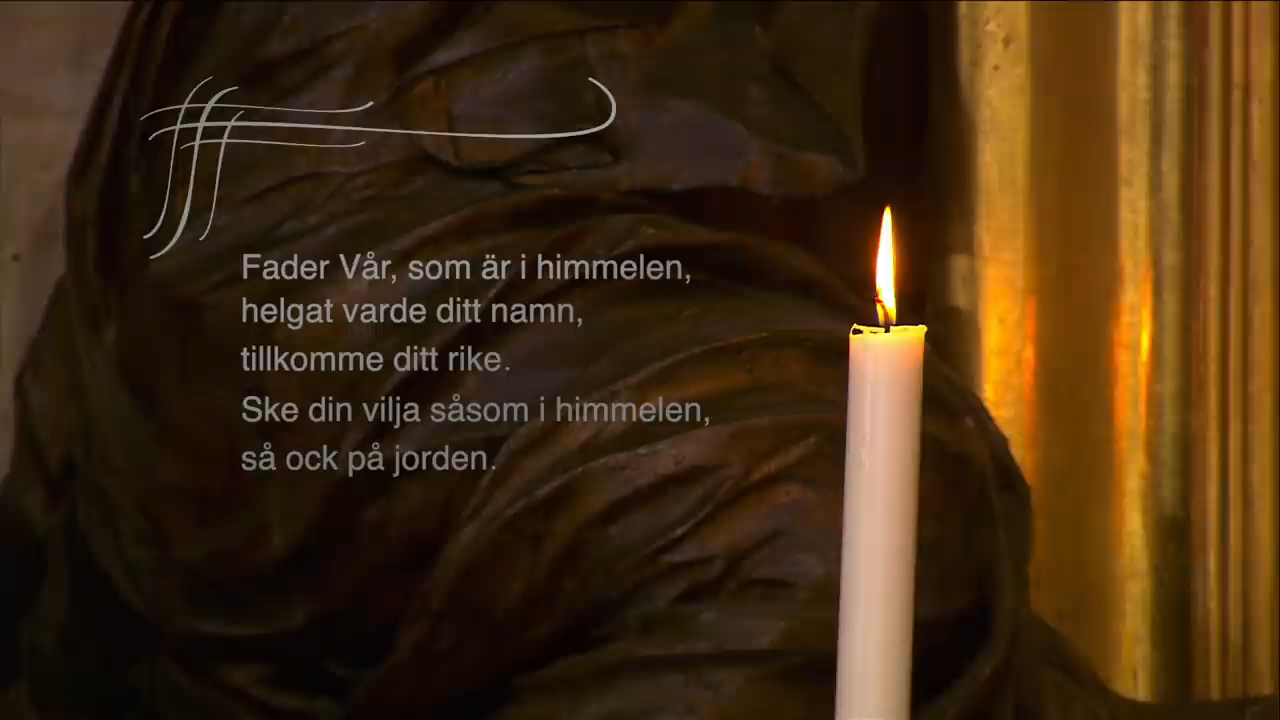 Fader Vår, som är i himmelen,
helgat varde ditt namn,
tillkomme ditt rike.
Ske din vilja såsom i himmelen,
så ock på jorden.